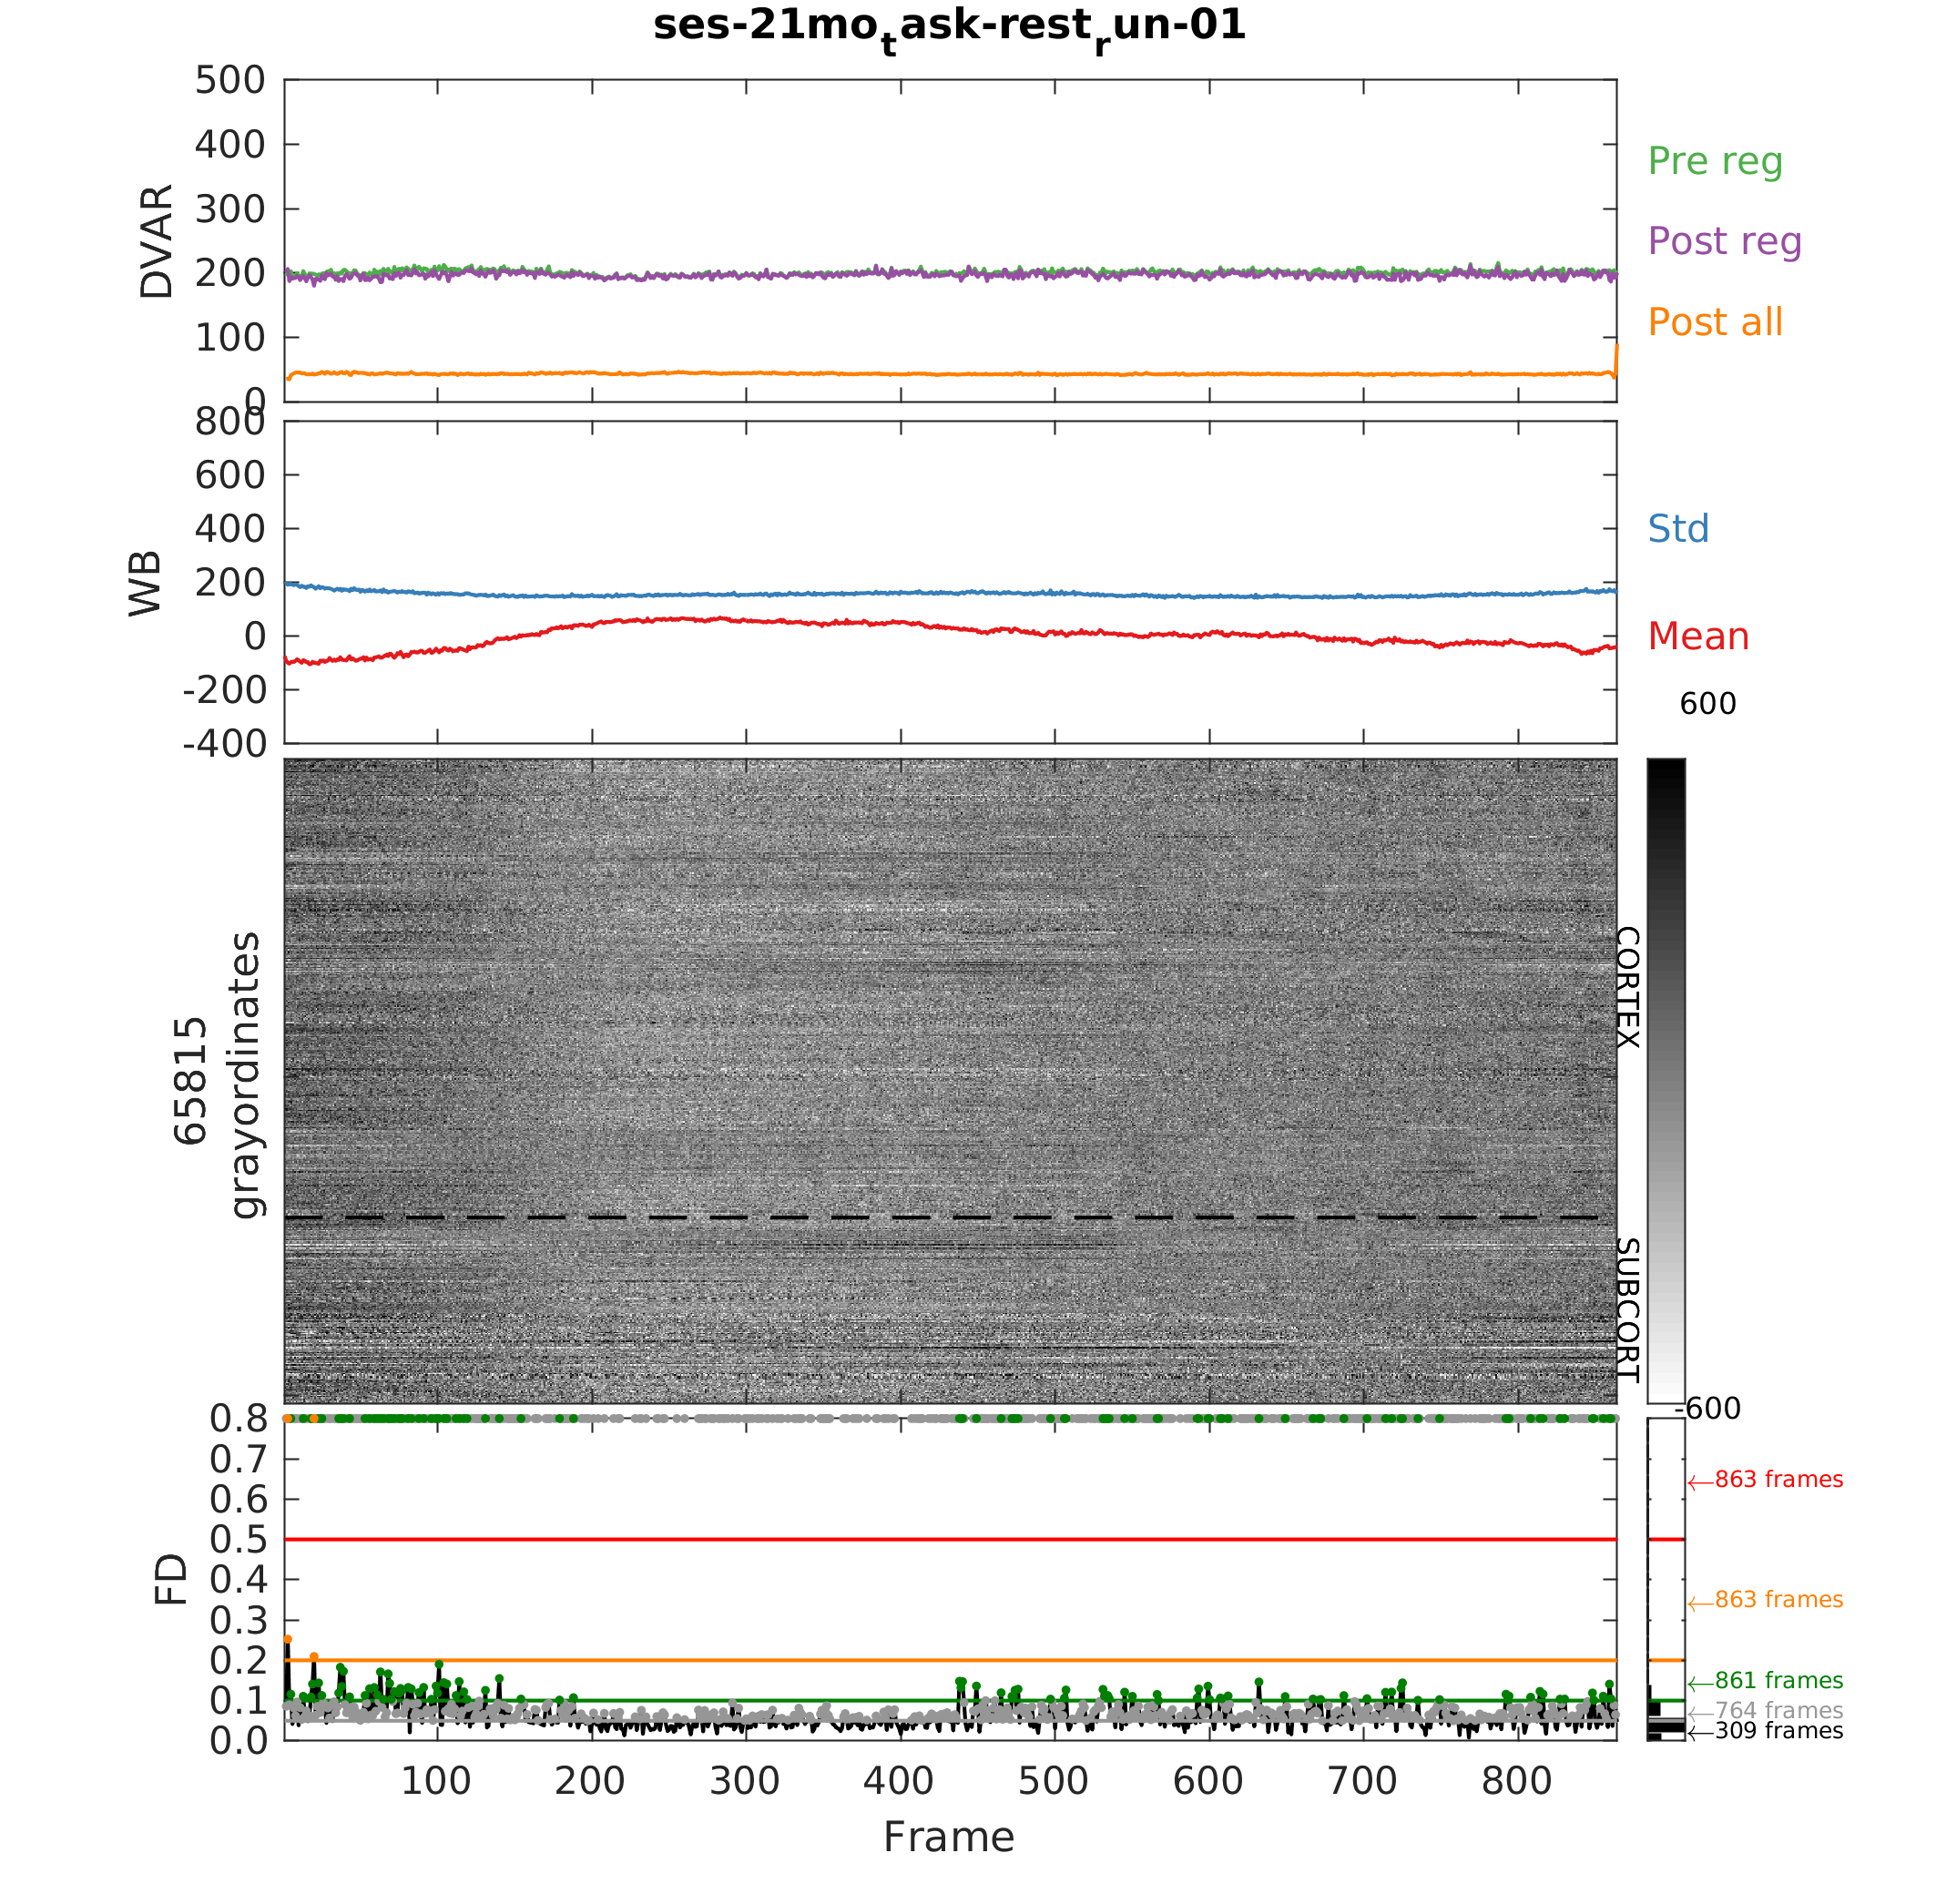 ses-21mo_task-rest_run-01
500
400
300
200
100
0
DVAR
Pre reg
Post reg
Post all
800
600
400
200
0
-200
-400
WB
Std
Mean
600
65815
grayordinates
CORTEX
SUBCORT
-600
0.8
0.7
0.6
0.5
0.4
0.3
0.2
0.1
0.0
FD
←863 frames
←863 frames
←861 frames
←764 frames
←309 frames
100 200 300 400 500 600 700 800
Frame